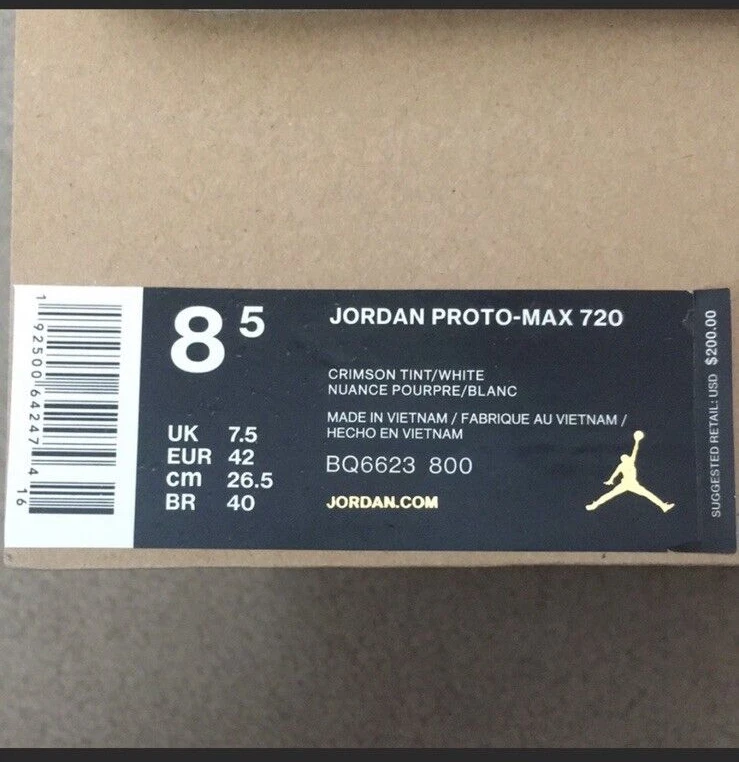 1 92500 64247 4
16
8 5
UK 7.5
EUR 42
cm 26.5
BR 40
JORDAN PROTO-MAX 720
CRIMSON TINT/WHITE
NUANCE POURPRE/BLANC
MADE IN VIETNAM / FABRIQUE AU VIETNAM /
HECHO EN VIETNAM
BQ6623 800
JORDAN.COM
SUGGESTED RETAIL: USD $200.00